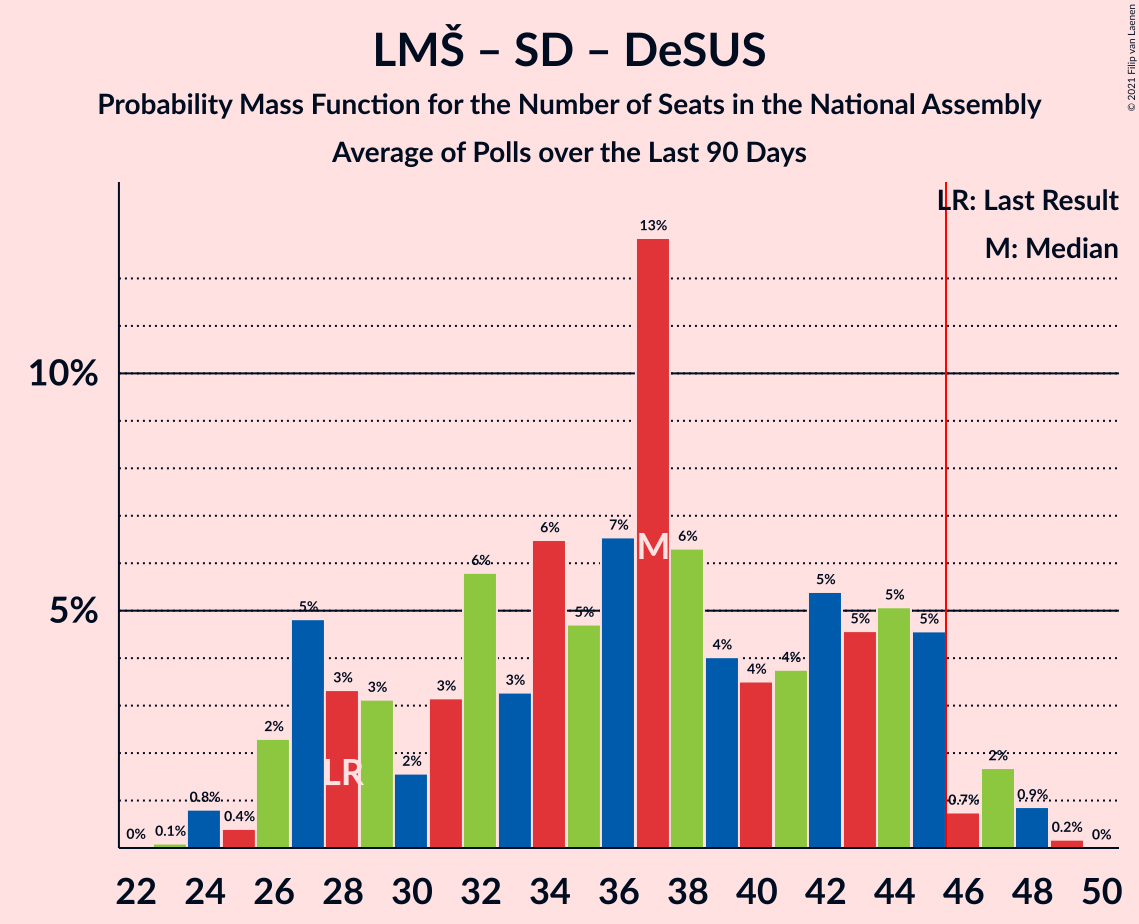 LMŠ – SD – DeSUS
Probability Mass Function for the Number of Seats in the National Assembly
Average of Polls over the Last 90 Days
© 2021 Filip van Laenen
LR: Last Result
M: Median
10%
5%
0% 0.1% 0.8% 0.4% 2% 5% 3% 3% 2% 3% 6% 3% 6% 5% 7% 13% 6% 4% 4% 4% 5% 5% 5% 5% 0.7% 2% 0.9% 0.2% 0%
M
LR
22 24 26 28 30 32 34 36 38 40 42 44 46 48 50